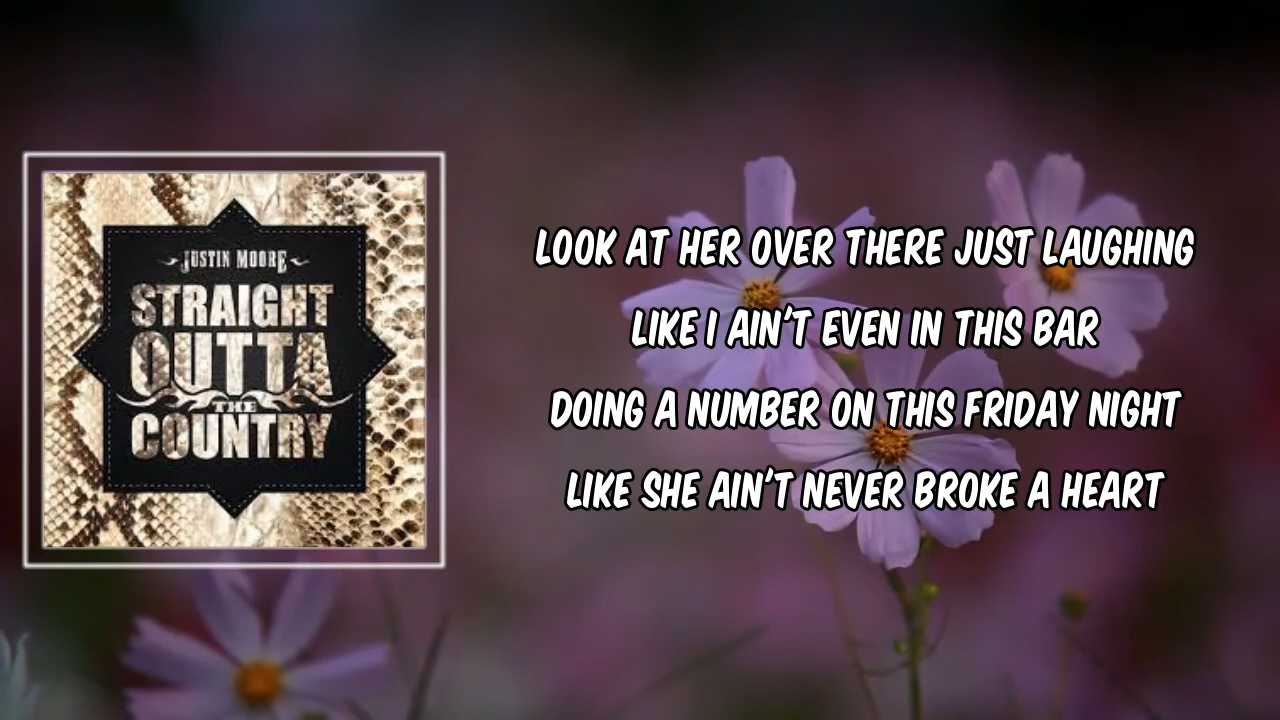 JUSTIN MOORE
STRAIGHT
OUTTA
THE
COUNTRY
LOOK AT HER OVER THERE JUST LAUGHING
LIKE I AIN'T EVEN IN THIS BAR
DOING A NUMBER ON THIS FRIDAY NIGHT
LIKE SHE AIN'T NEVER BROKE A HEART